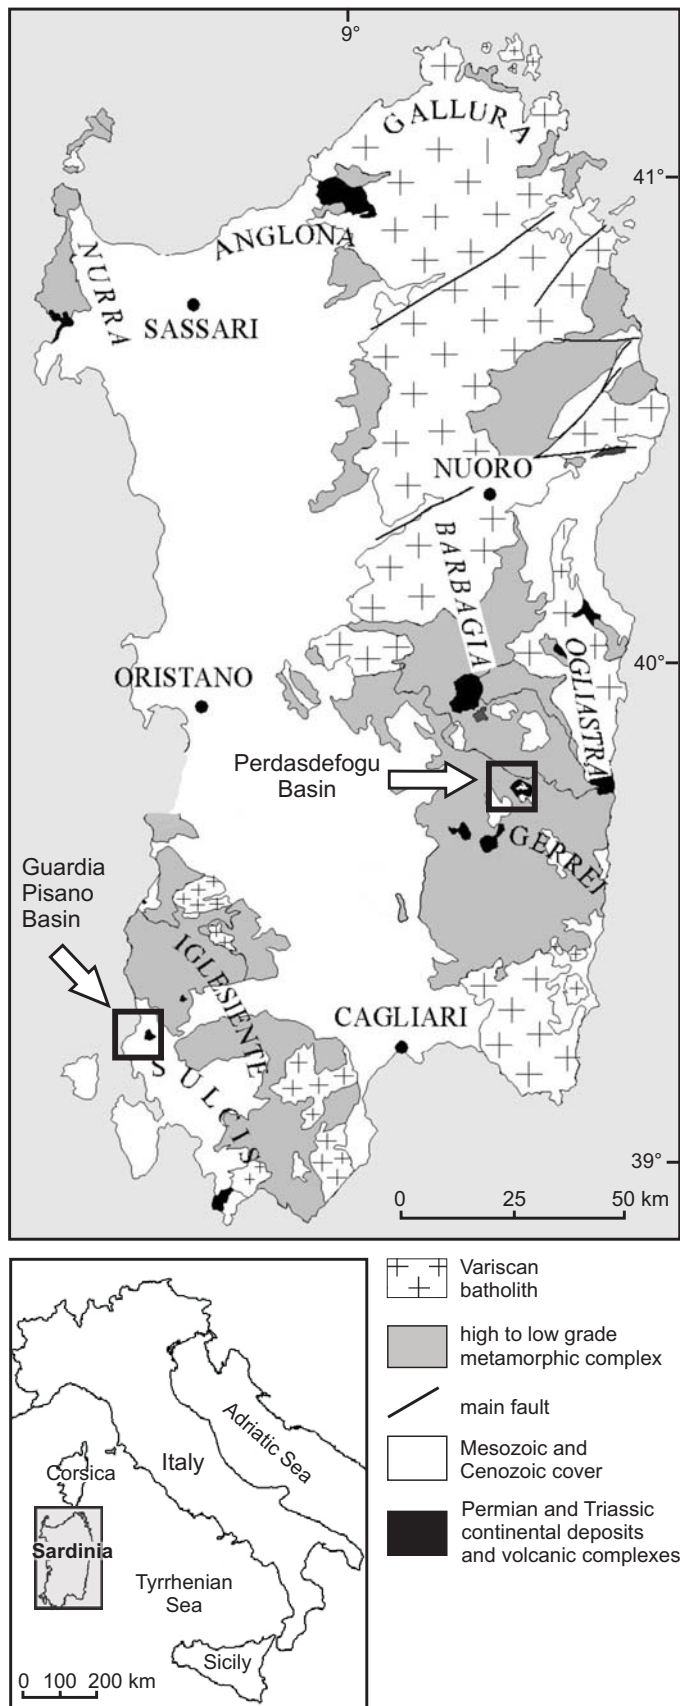 9°
GALLURA
41°
ANGLONA
NURRA
SASSARI
NUORO
BARBAGIA
40°
ORISTANO
OGLIASTRA
Perdasdefogu
Basin
GERREI
Guardia
Pisano
Basin
IGLESIENTE
CAGLIARI
SULCIS
39°
0 25 50 km
Variscan
batholith
high to low grade
metamorphic complex
main fault
Mesozoic and
Cenozoic cover
Permian and Triassic
continental deposits
and volcanic complexes
Adriatic Sea
Italy
Corsica
Sardinia
Tyrrhenian
Sea
Sicily
0 100 200 km